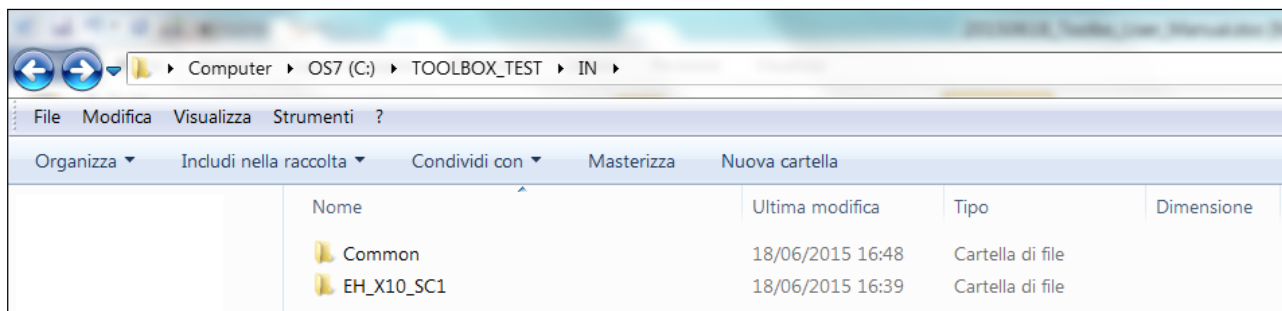 Computer ▸ OS7 (C:) ▸ TOOLBOX_TEST ▸ IN ▸
File Modifica Visualizza Strumenti ?
Organizza Includi nella raccolta Condividi con Masterizza Nuova cartella
Nome Ultima modifica Tipo Dimensione
Common 18/06/2015 16:48 Cartella di file
EH_X10_SC1 18/06/2015 16:39 Cartella di file